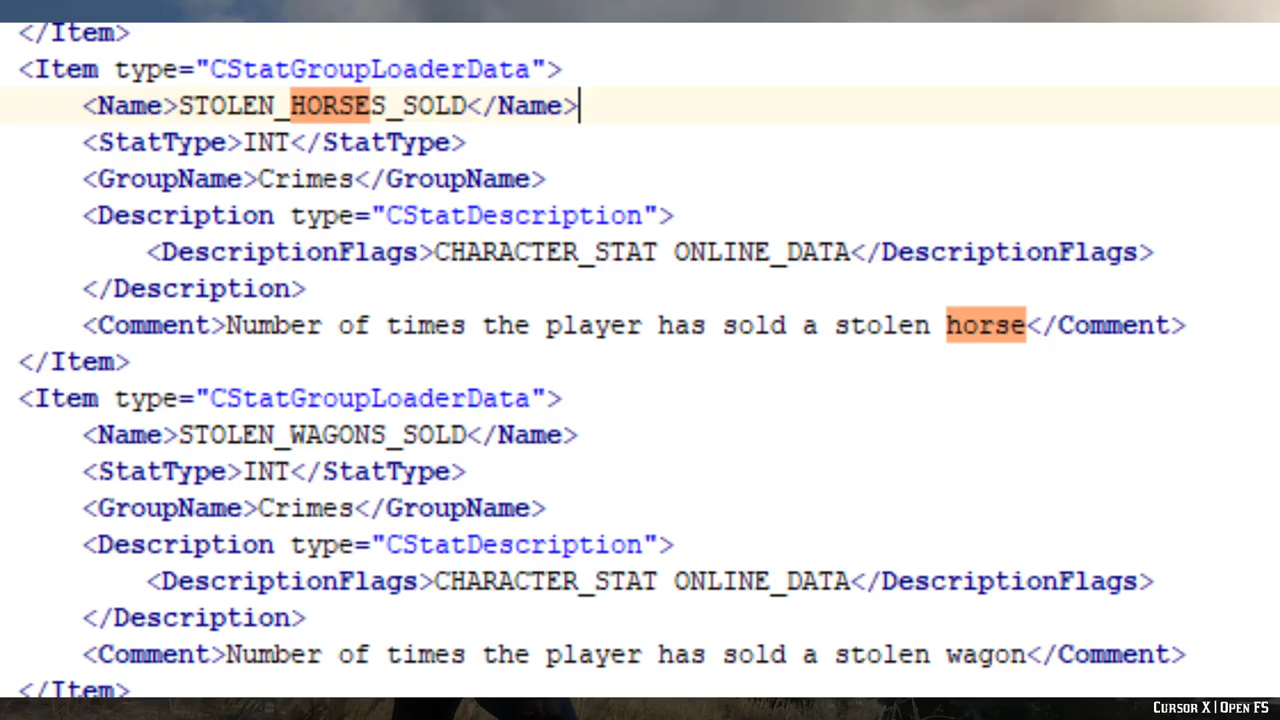 </Item>
<Item type="CStatGroupLoaderData">
<Name>STOLEN_HORSES_SOLD</Name>
<StatType>INT</StatType>
<GroupName>Crimes</GroupName>
<Description type="CStatDescription">
<DescriptionFlags>CHARACTER_STAT ONLINE_DATA</DescriptionFlags>
</Description>
<Comment>Number of times the player has sold a stolen horse</Comment>
</Item>
<Item type="CStatGroupLoaderData">
<Name>STOLEN_WAGONS_SOLD</Name>
<StatType>INT</StatType>
<GroupName>Crimes</GroupName>
<Description type="CStatDescription">
<DescriptionFlags>CHARACTER_STAT ONLINE_DATA</DescriptionFlags>
</Description>
<Comment>Number of times the player has sold a stolen wagon</Comment>
</Item>
CURSOR X | OPEN F5